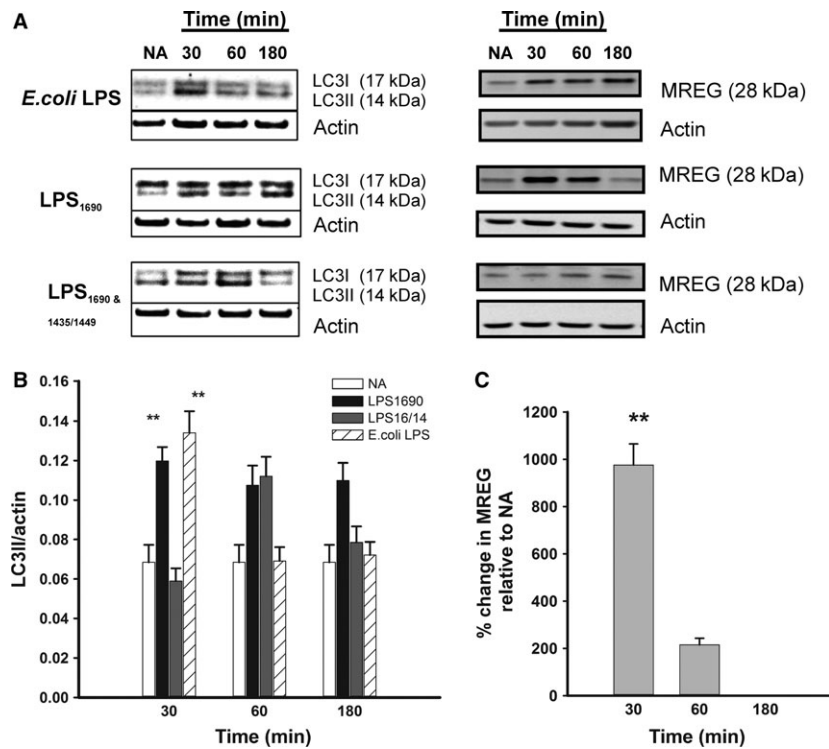 A
Time (min)
NA 30 60 180
E.coli LPS
LC3I (17 kDa)
LC3II (14 kDa)
Actin
LPS1690
LC3I (17 kDa)
LC3II (14 kDa)
Actin
LPS1690 &
1435/1449
LC3I (17 kDa)
LC3II (14 kDa)
Actin
Time (min)
NA 30 60 180
MREG (28 kDa)
Actin
MREG (28 kDa)
Actin
MREG (28 kDa)
Actin
B
0.16
0.14
0.12
0.10
0.08
0.06
0.04
0.02
0.00
LC3II/actin
**
**
NA
LPS1690
LPS16/14
E.coli LPS
30 60 180
Time (min)
C
1200
1000
800
600
400
200
0
% change in MREG
relative to NA
**
30 60 180
Time (min)